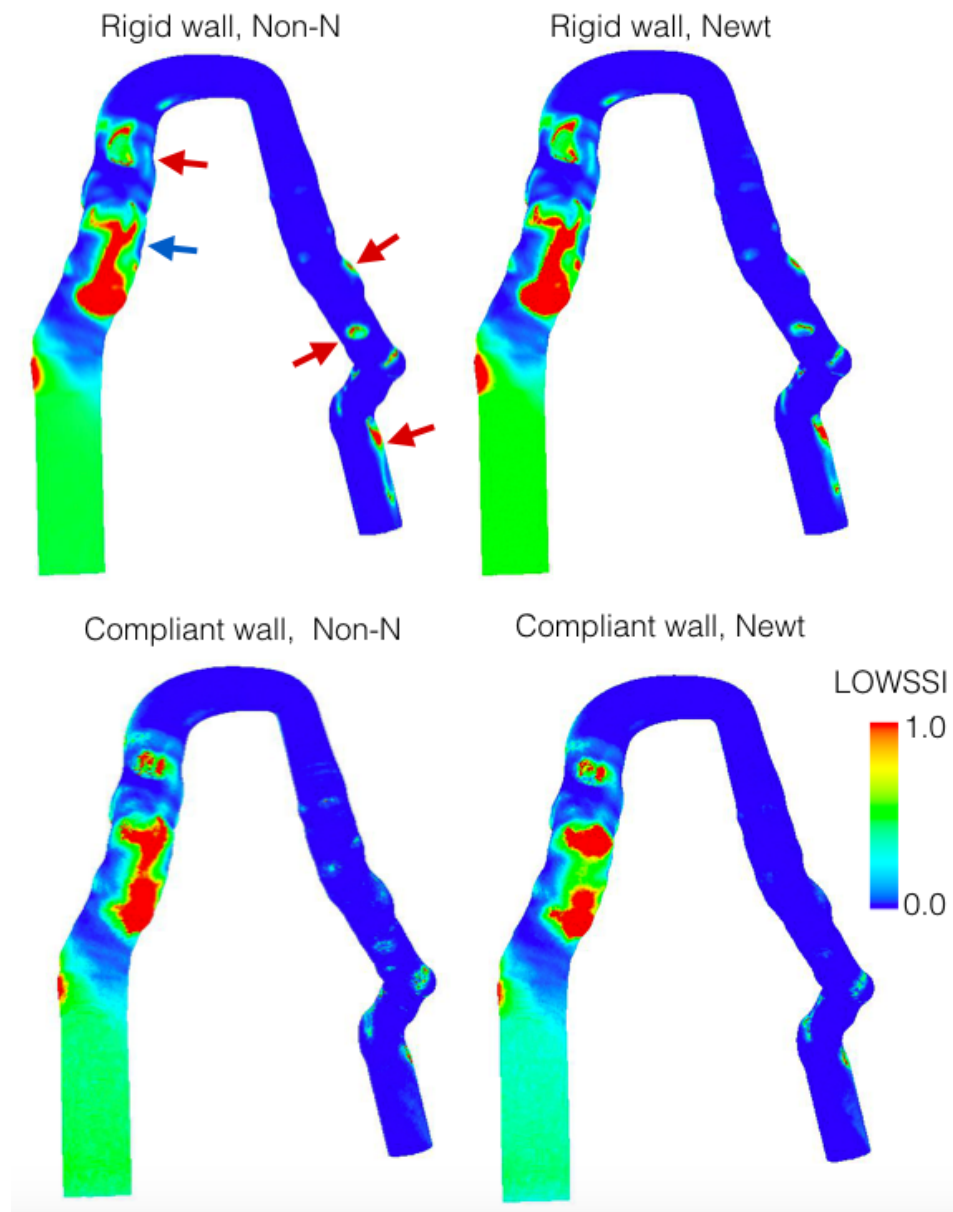 Rigid wall, Non-N
Rigid wall, Newt
Compliant wall,  Non-N
Compliant wall, Newt
LOWSSI
1.0
0.0